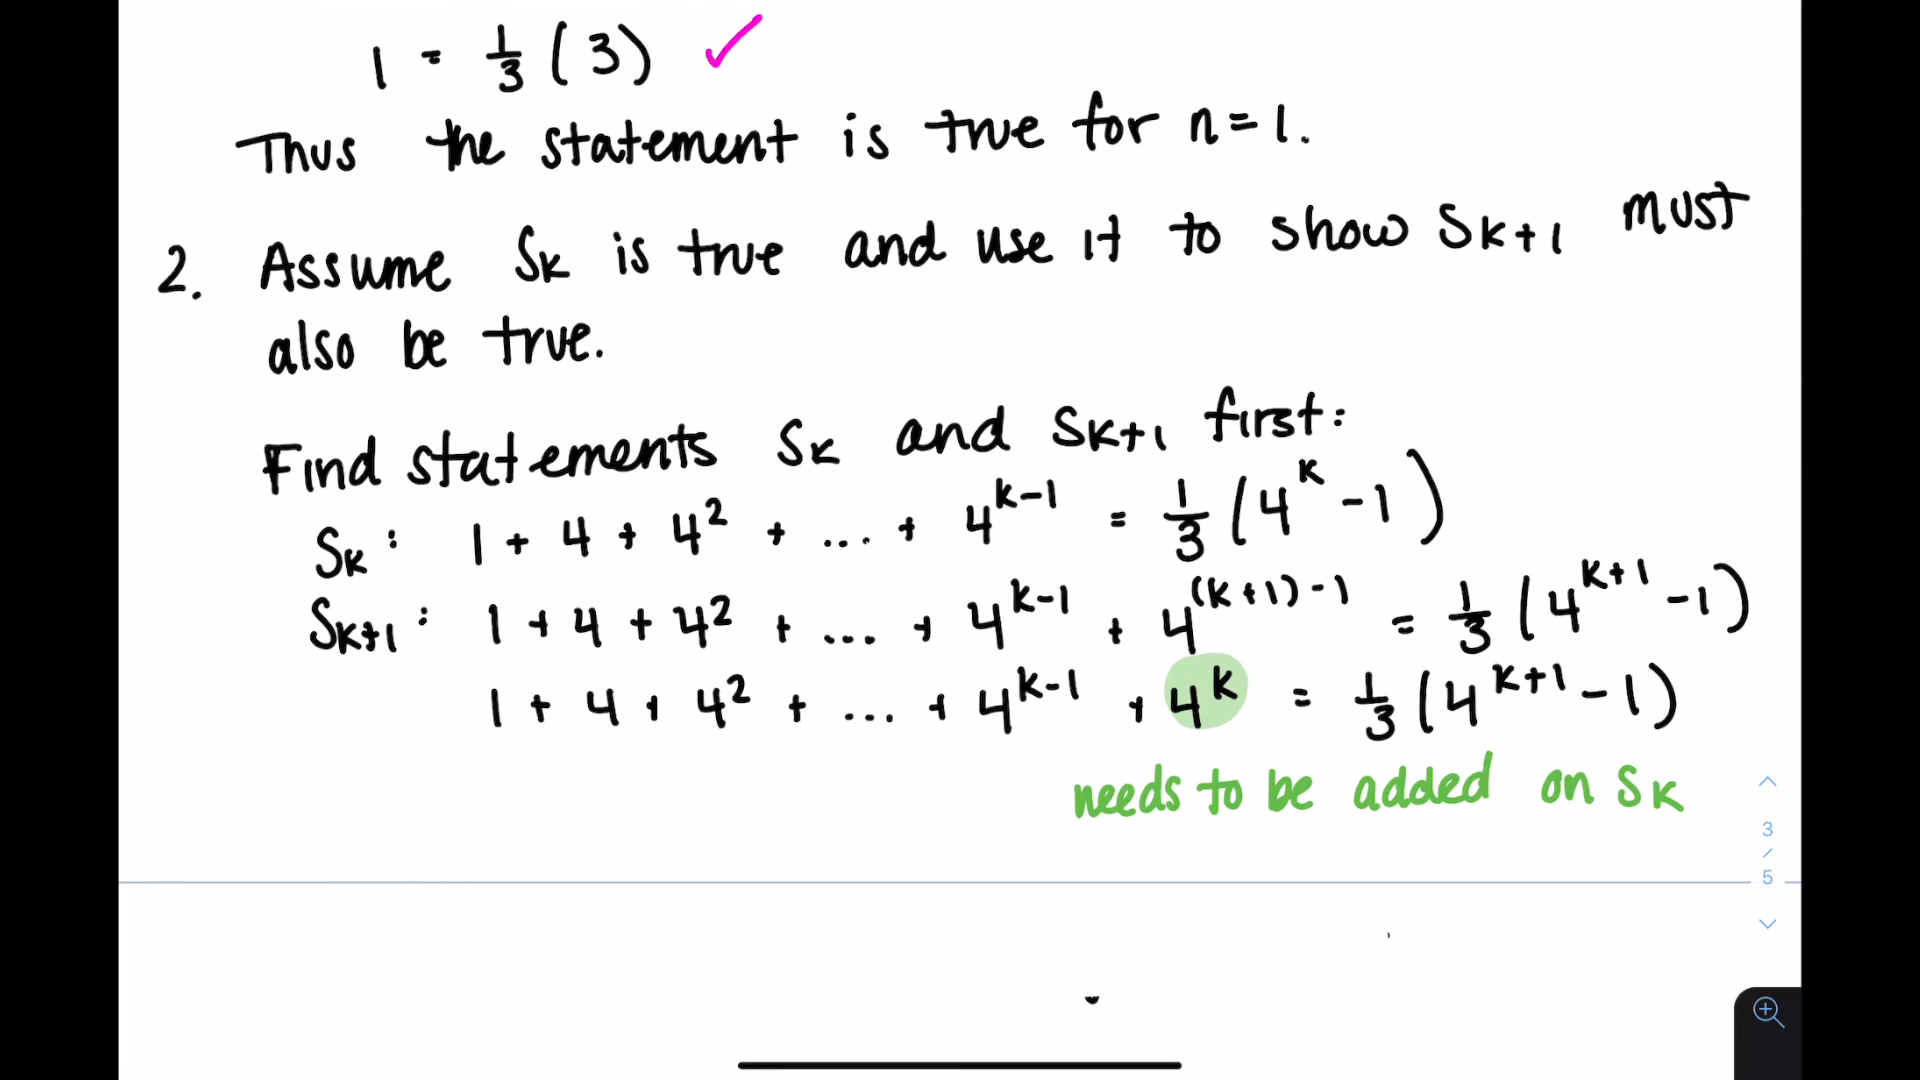 1 = 1/3 (3) ✓
Thus the statement is true for n=1.
2. Assume Sₖ is true and use it to show Sₖ₊₁ must
also be true.
Find statements Sₖ and Sₖ₊₁ first:
Sₖ: 1 + 4 + 4² + ... + 4^(k-1) = 1/3 (4^k - 1)
Sₖ₊₁: 1 + 4 + 4² + ... + 4^(k-1) + 4^((k+1)-1) = 1/3 (4^(k+1) - 1)
1 + 4 + 4² + ... + 4^(k-1) + 4^k = 1/3 (4^(k+1) - 1)
needs to be added on Sₖ
3
/
5